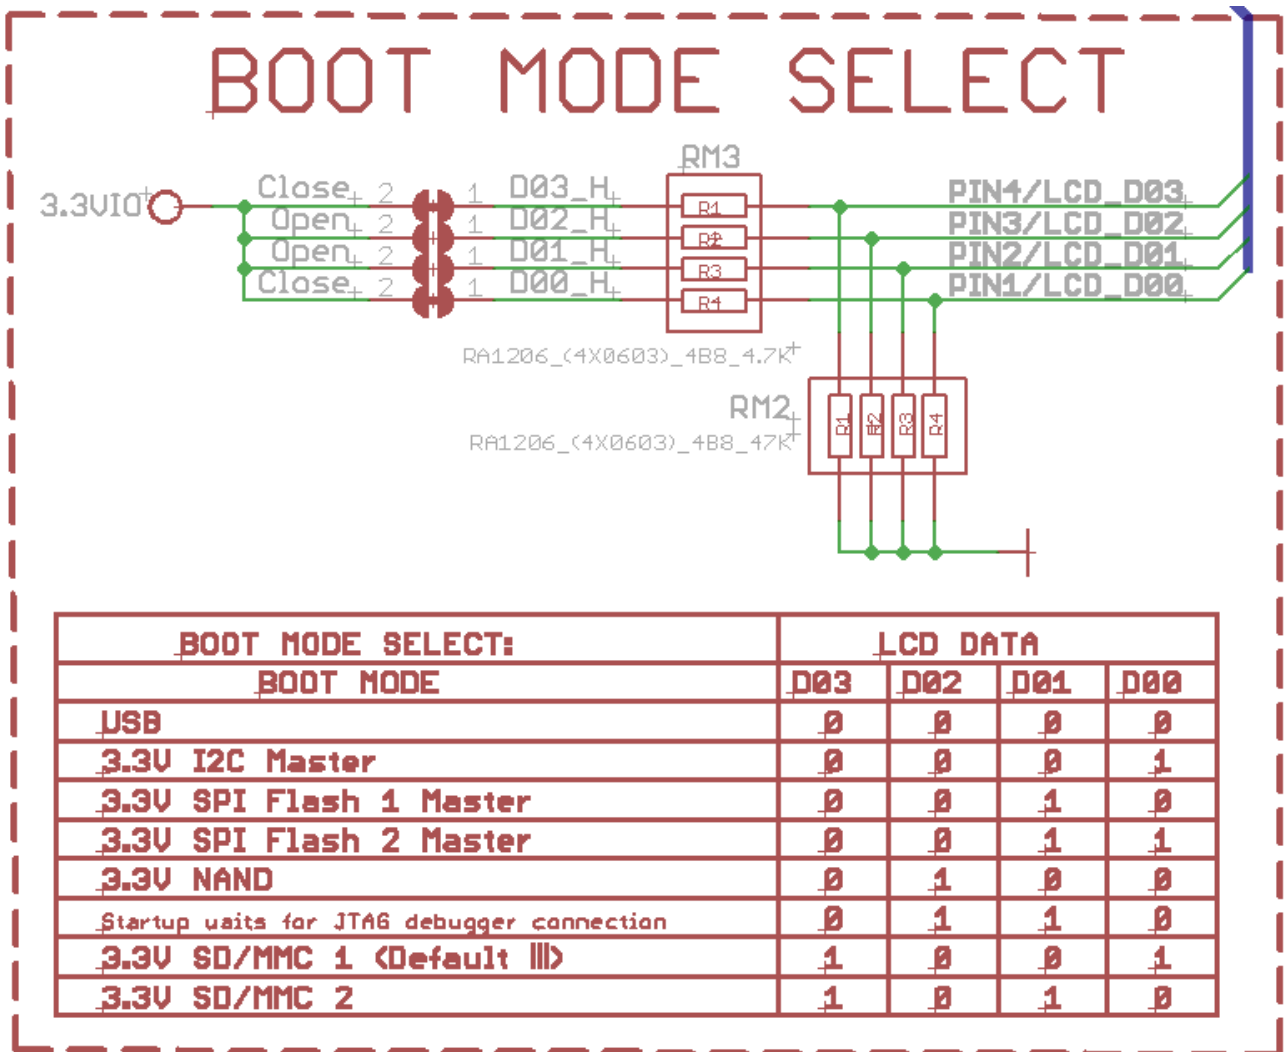 BOOT MODE SELECT
RM3
3.3VIO
Close 2 1 D03_H R1 PIN4/LCD_D03
Open 2 1 D02_H R2 PIN3/LCD_D02
Open 2 1 D01_H R3 PIN2/LCD_D01
Close 2 1 D00_H R4 PIN1/LCD_D00
RA1206_(4X0603)_4B8_4.7K
RM2
R1 R2 R3 R4
RA1206_(4X0603)_4B8_47K
BOOT MODE SELECT: LCD DATA
BOOT MODE D03 D02 D01 D00
USB 0 0 0 0
3.3V I2C Master 0 0 0 1
3.3V SPI Flash 1 Master 0 0 1 0
3.3V SPI Flash 2 Master 0 0 1 1
3.3V NAND 0 1 0 0
Startup waits for JTAG debugger connection 0 1 1 0
3.3V SD/MMC 1 (Default !!!) 1 0 0 1
3.3V SD/MMC 2 1 0 1 0